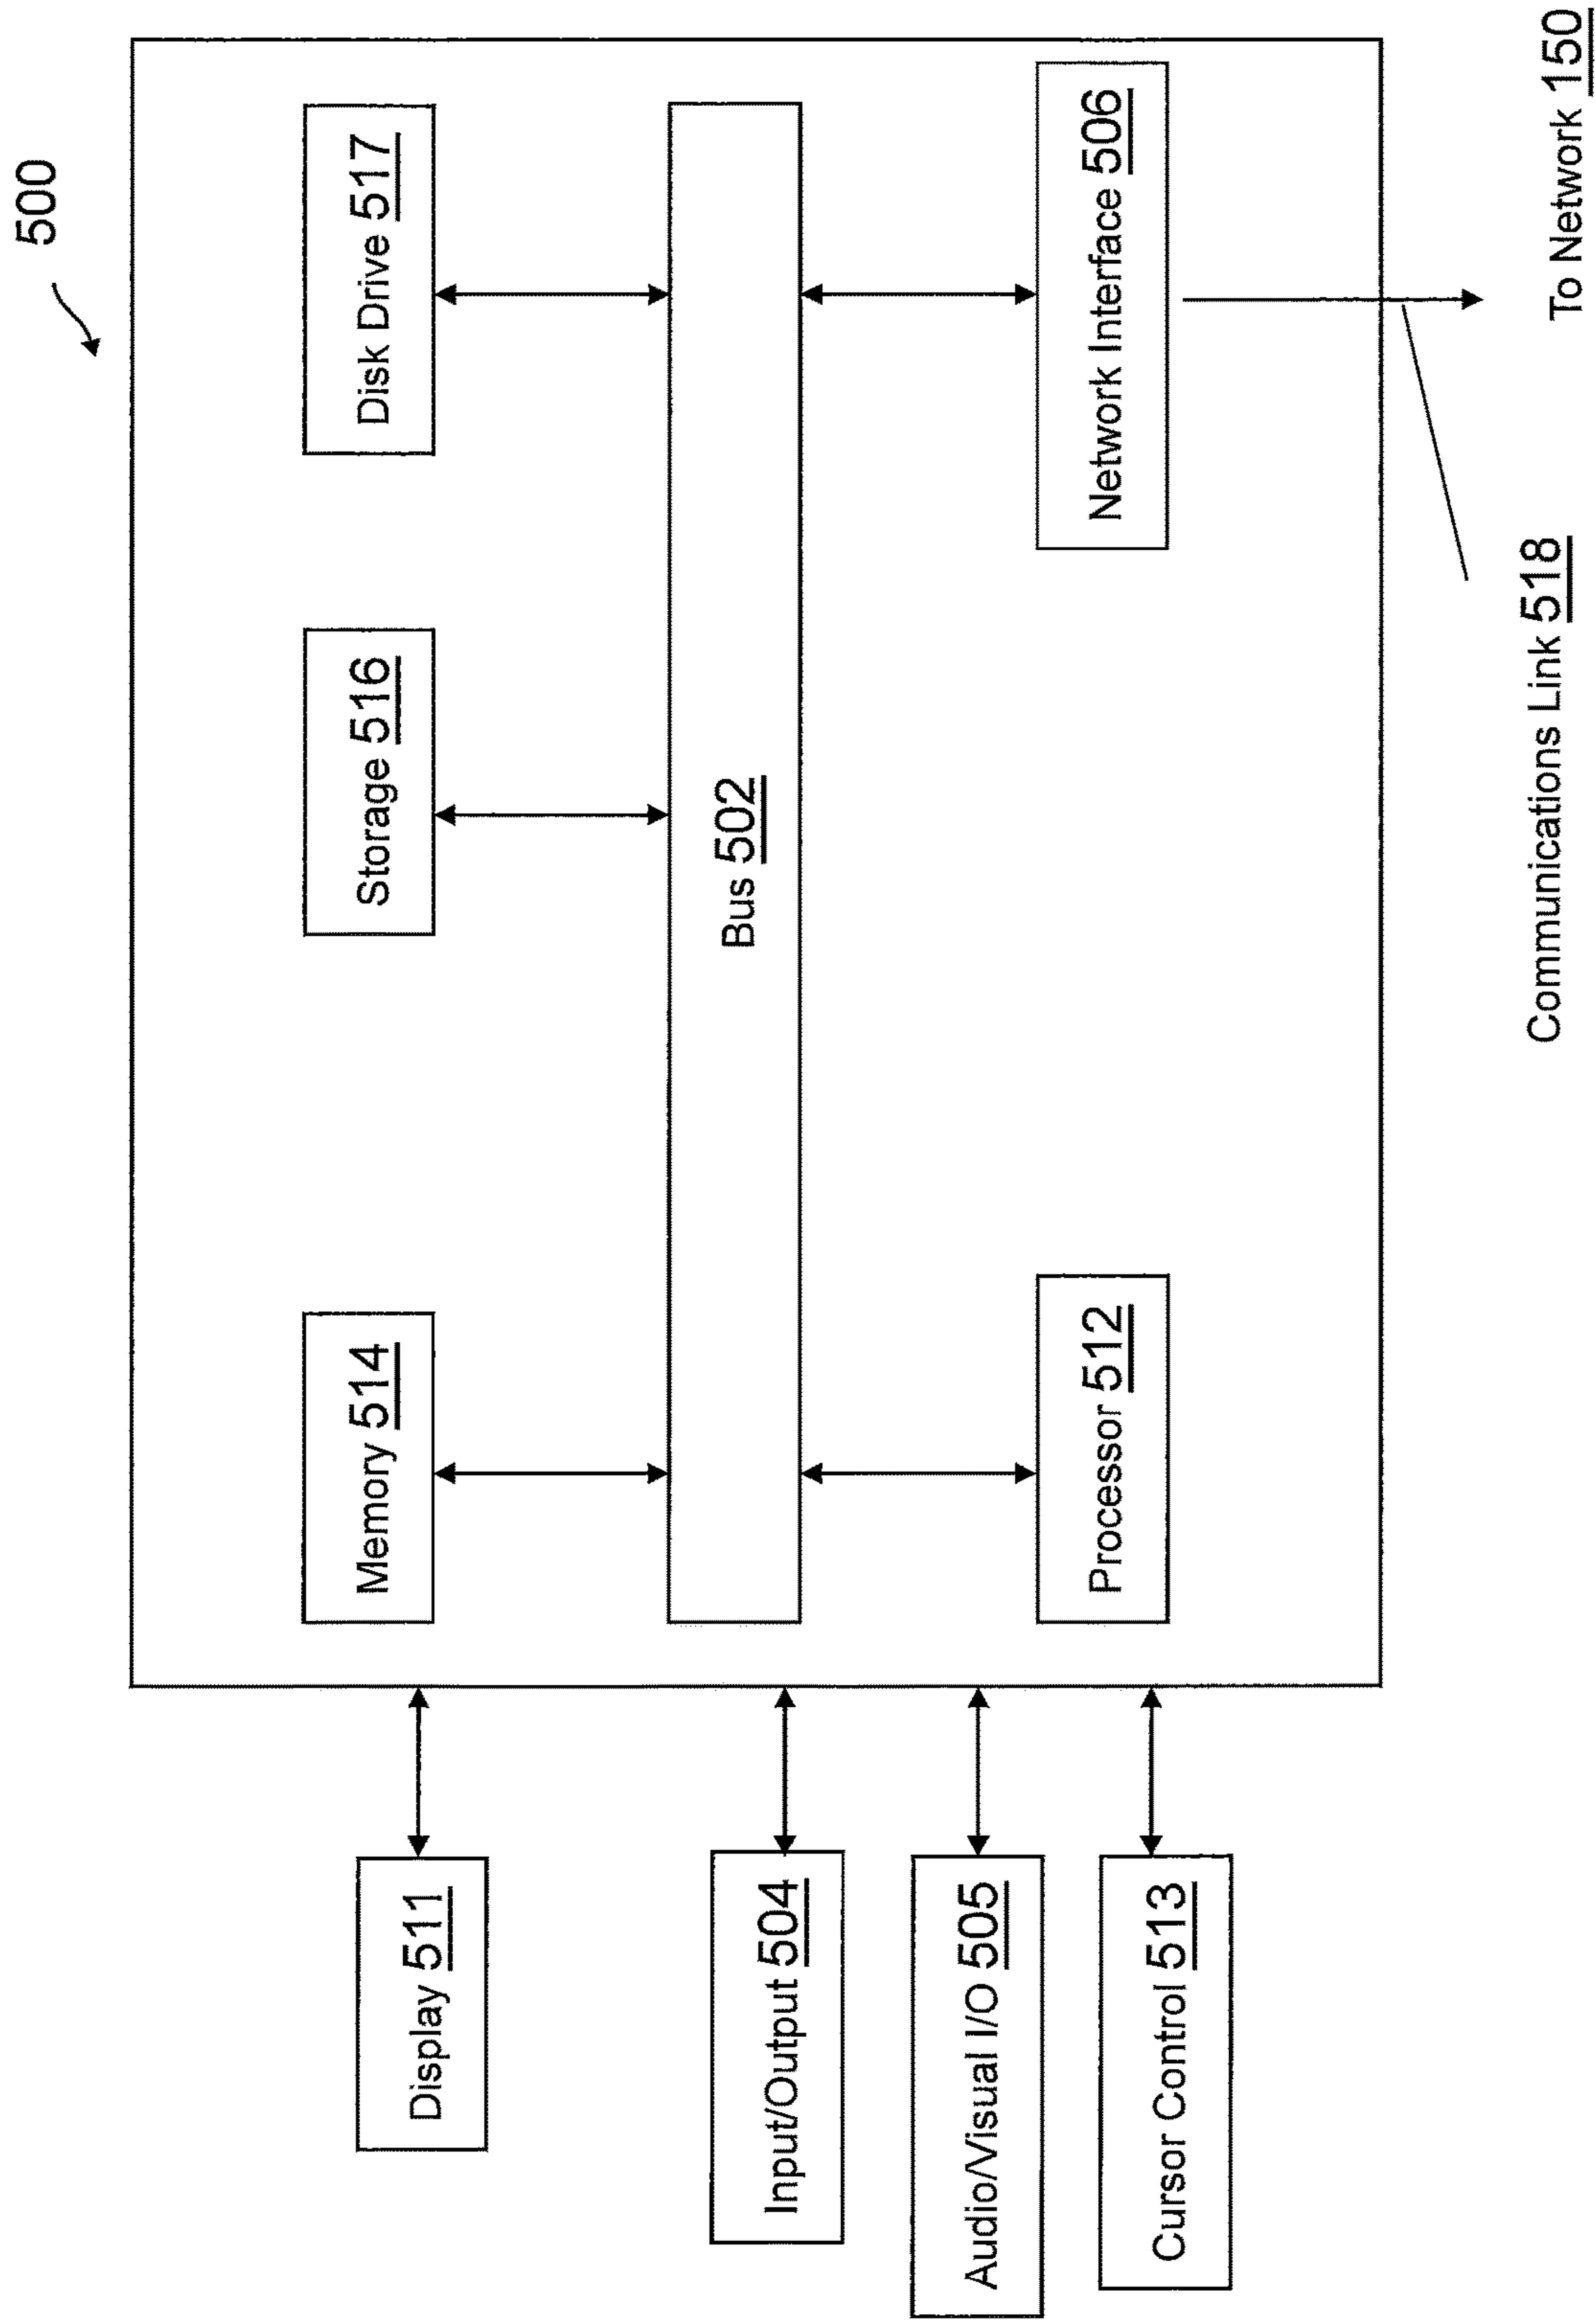 500
Memory 514
Storage 516
Disk Drive 517
Bus 502
Processor 512
Network Interface 506
Display 511
Input/Output 504
Audio/Visual I/O 505
Cursor Control 513
Communications Link 518
To Network 150